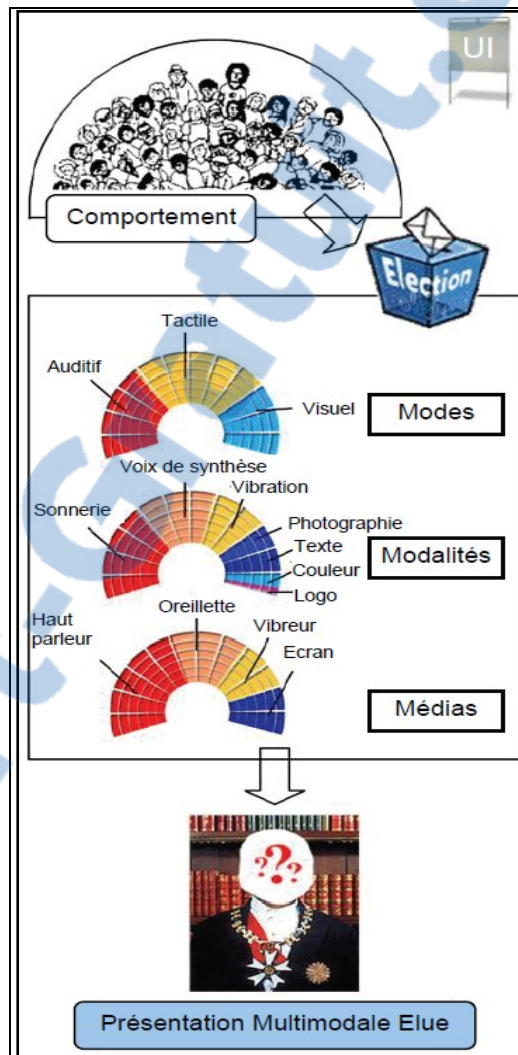 UI
Comportement
Election
Tactile
Auditif
Visuel
Modes
Voix de synthèse
Vibration
Sonnerie
Photographie
Texte
Modalités
Couleur
Logo
Oreillette
Haut
parleur
Vibreur
Ecran
Médias
???
Présentation Multimodale Elue